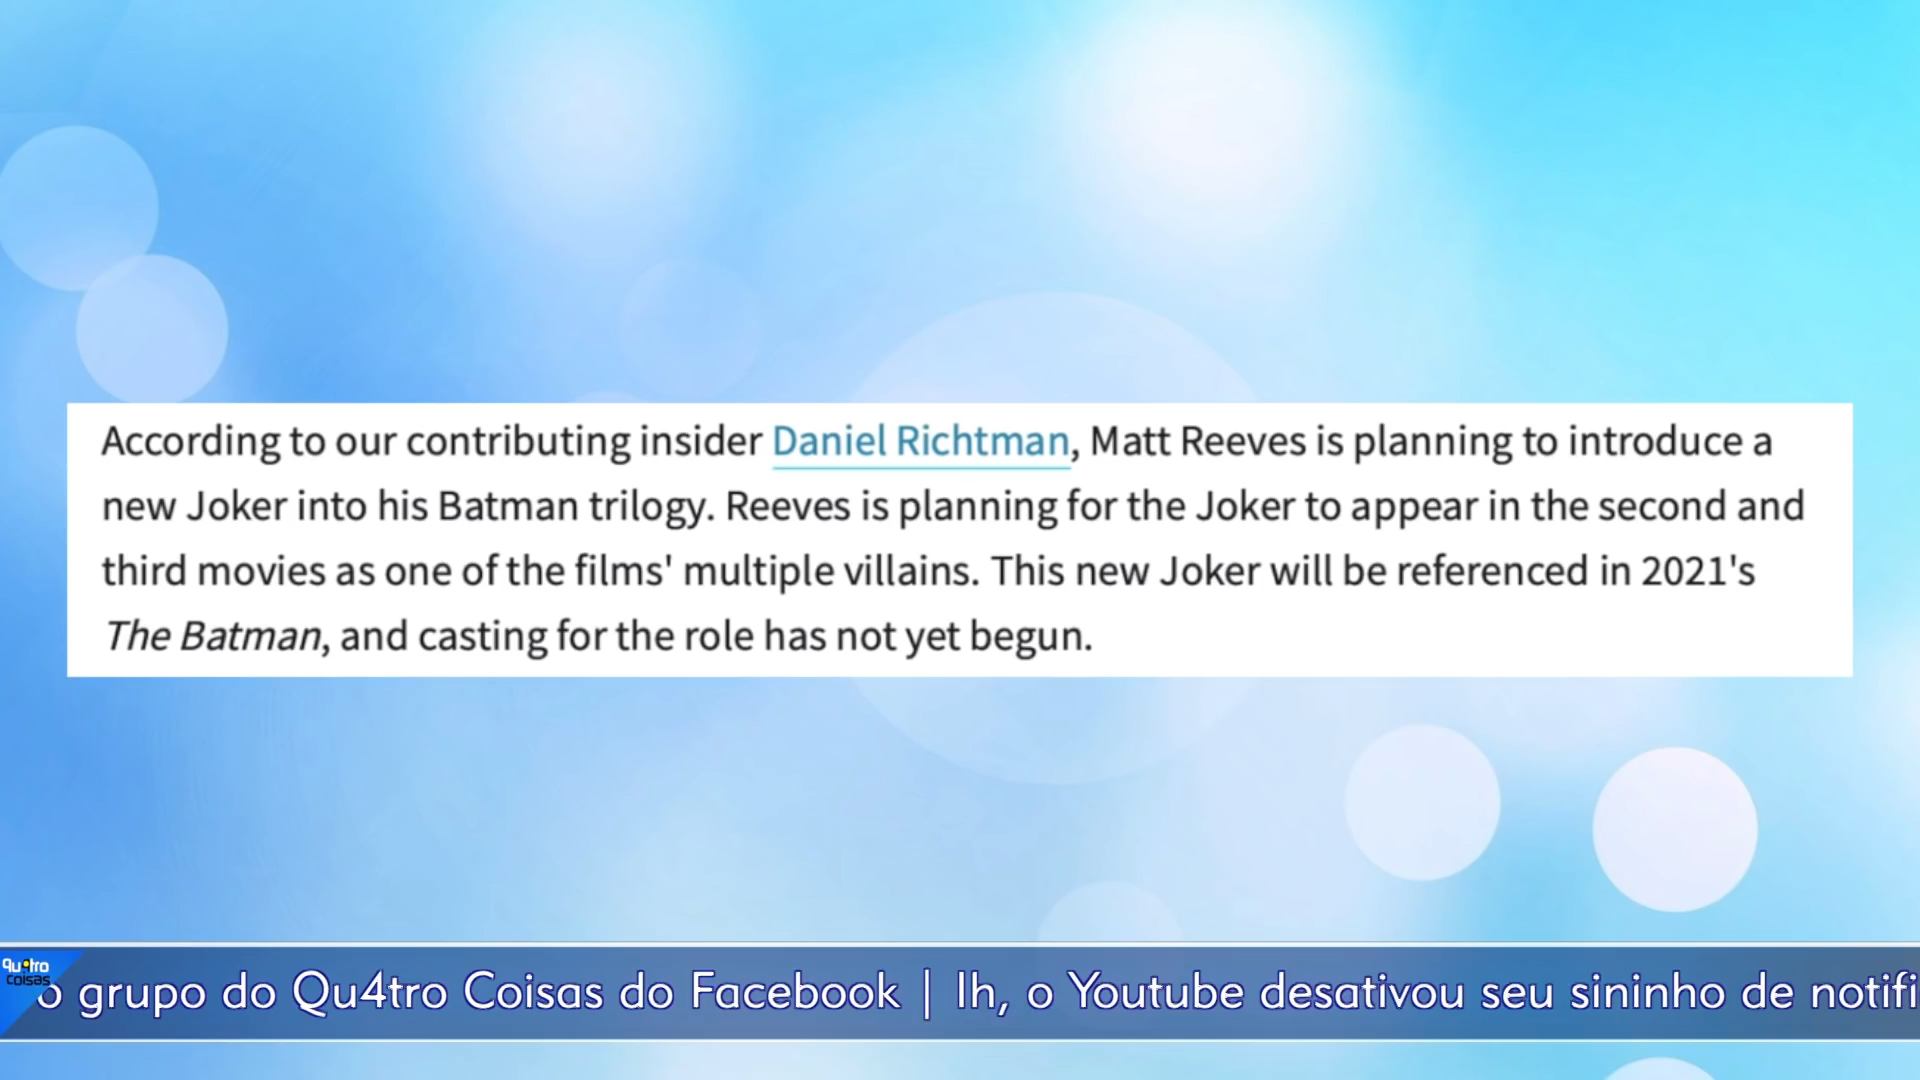 According to our contributing insider Daniel Richtman, Matt Reeves is planning to introduce a
new Joker into his Batman trilogy. Reeves is planning for the Joker to appear in the second and
third movies as one of the films' multiple villains. This new Joker will be referenced in 2021's
The Batman, and casting for the role has not yet begun.
qu4tro
coisas
o grupo do Qu4tro Coisas do Facebook | Ih, o Youtube desativou seu sininho de notifi